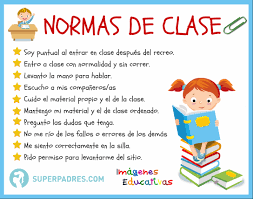 NORMAS DE CLASE
Soy puntual al entrar en clase después del recreo.
Entro a clase con normalidad y sin correr.
Levanto la mano para hablar.
Escucho a mis compañeros/as
Cuido el material propio y el de la clase.
Mantengo mi material y el de clase ordenado.
Pregunto las dudas que tengo.
No me río de los fallos o errores de los demás
Me siento correctamente en la silla.
Pido permiso para levantarme del sitio.
Imágenes
Educativas
SUPERPADRES.COM